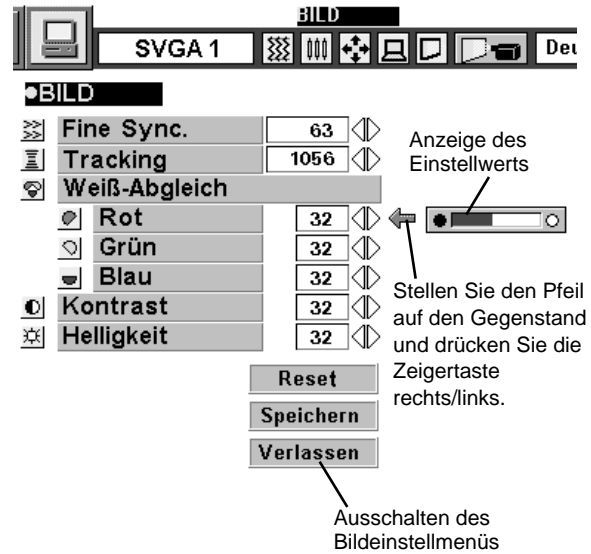 BILD
SVGA 1
●BILD
Fine Sync. 63
Tracking 1056
Weiß-Abgleich
Rot 32
Grün 32
Blau 32
Kontrast 32
Helligkeit 32
Reset
Speichern
Verlassen
Anzeige des
Einstellwerts
Stellen Sie den Pfeil
auf den Gegenstand
und drücken Sie die
Zeigertaste
rechts/links.
Ausschalten des
Bildeinstellmenüs